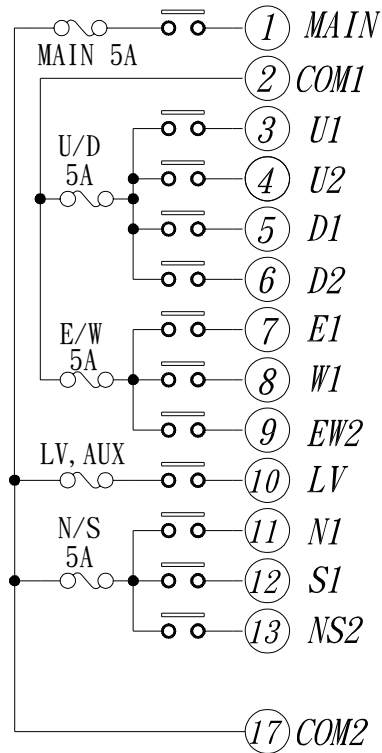 1 MAIN
MAIN 5A
2 COM1
3 U1
U/D
5A
4 U2
5 D1
6 D2
7 E1
E/W
5A
8 W1
9 EW2
LV, AUX
10 LV
11 N1
N/S
5A
12 S1
13 NS2
17 COM2